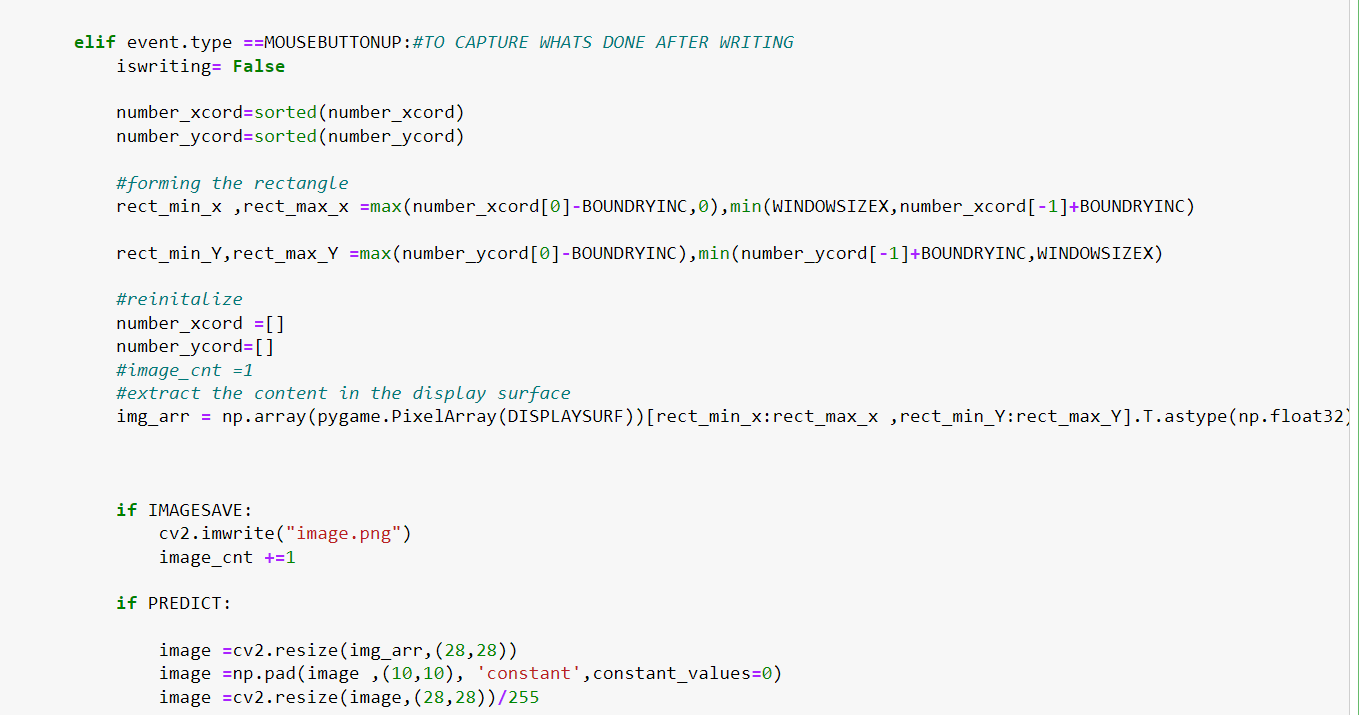 elif event.type ==MOUSEBUTTONUP:#TO CAPTURE WHATS DONE AFTER WRITING
iswriting= False
number_xcord=sorted(number_xcord)
number_ycord=sorted(number_ycord)
#forming the rectangle
rect_min_x ,rect_max_x =max(number_xcord[0]-BOUNDRYINC,0),min(WINDOWSIZEX,number_xcord[-1]+BOUNDRYINC)
rect_min_Y,rect_max_Y =max(number_ycord[0]-BOUNDRYINC),min(number_ycord[-1]+BOUNDRYINC,WINDOWSIZEX)
#reinitalize
number_xcord =[]
number_ycord=[]
#image_cnt =1
#extract the content in the display surface
img_arr = np.array(pygame.PixelArray(DISPLAYSURF))[rect_min_x:rect_max_x ,rect_min_Y:rect_max_Y].T.astype(np.float32)
if IMAGESAVE:
cv2.imwrite("image.png")
image_cnt +=1
if PREDICT:
image =cv2.resize(img_arr,(28,28))
image =np.pad(image ,(10,10), 'constant',constant_values=0)
image =cv2.resize(image,(28,28))/255